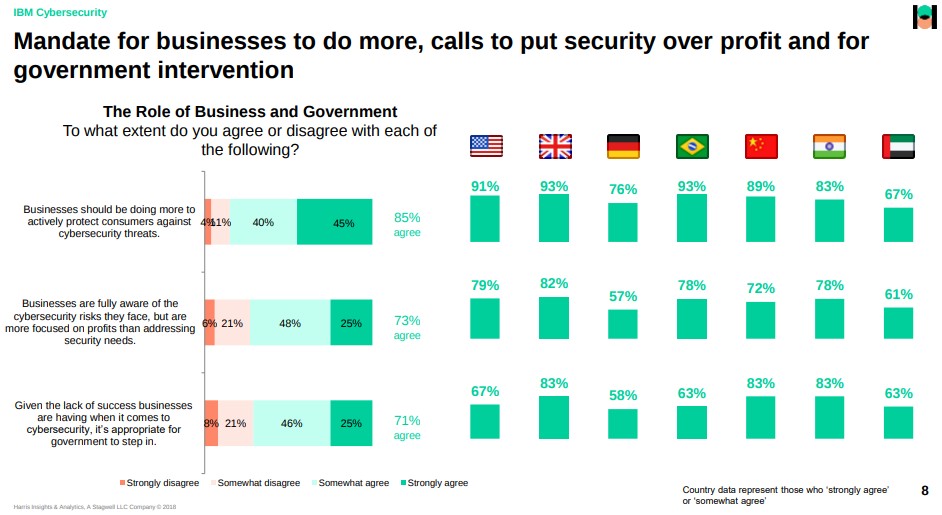 IBM Cybersecurity
Mandate for businesses to do more, calls to put security over profit and for
government intervention
The Role of Business and Government
To what extent do you agree or disagree with each of
the following?
Businesses should be doing more to
actively protect consumers against
cybersecurity threats.
4% 11% 40% 45%
85%
agree
91% 93% 76% 93% 89% 83% 67%
Businesses are fully aware of the
cybersecurity risks they face, but are
more focused on profits than addressing
security needs.
6% 21% 48% 25%
73%
agree
79% 82% 57% 78% 72% 78% 61%
Given the lack of success businesses
are having when it comes to
cybersecurity, it's appropriate for
government to step in.
8% 21% 46% 25%
71%
agree
67% 83% 58% 63% 83% 83% 63%
Strongly disagree Somewhat disagree Somewhat agree Strongly agree
Country data represent those who ‘strongly agree’
or ‘somewhat agree’
8
Harris Insights & Analytics, A Stagwell LLC Company © 2018